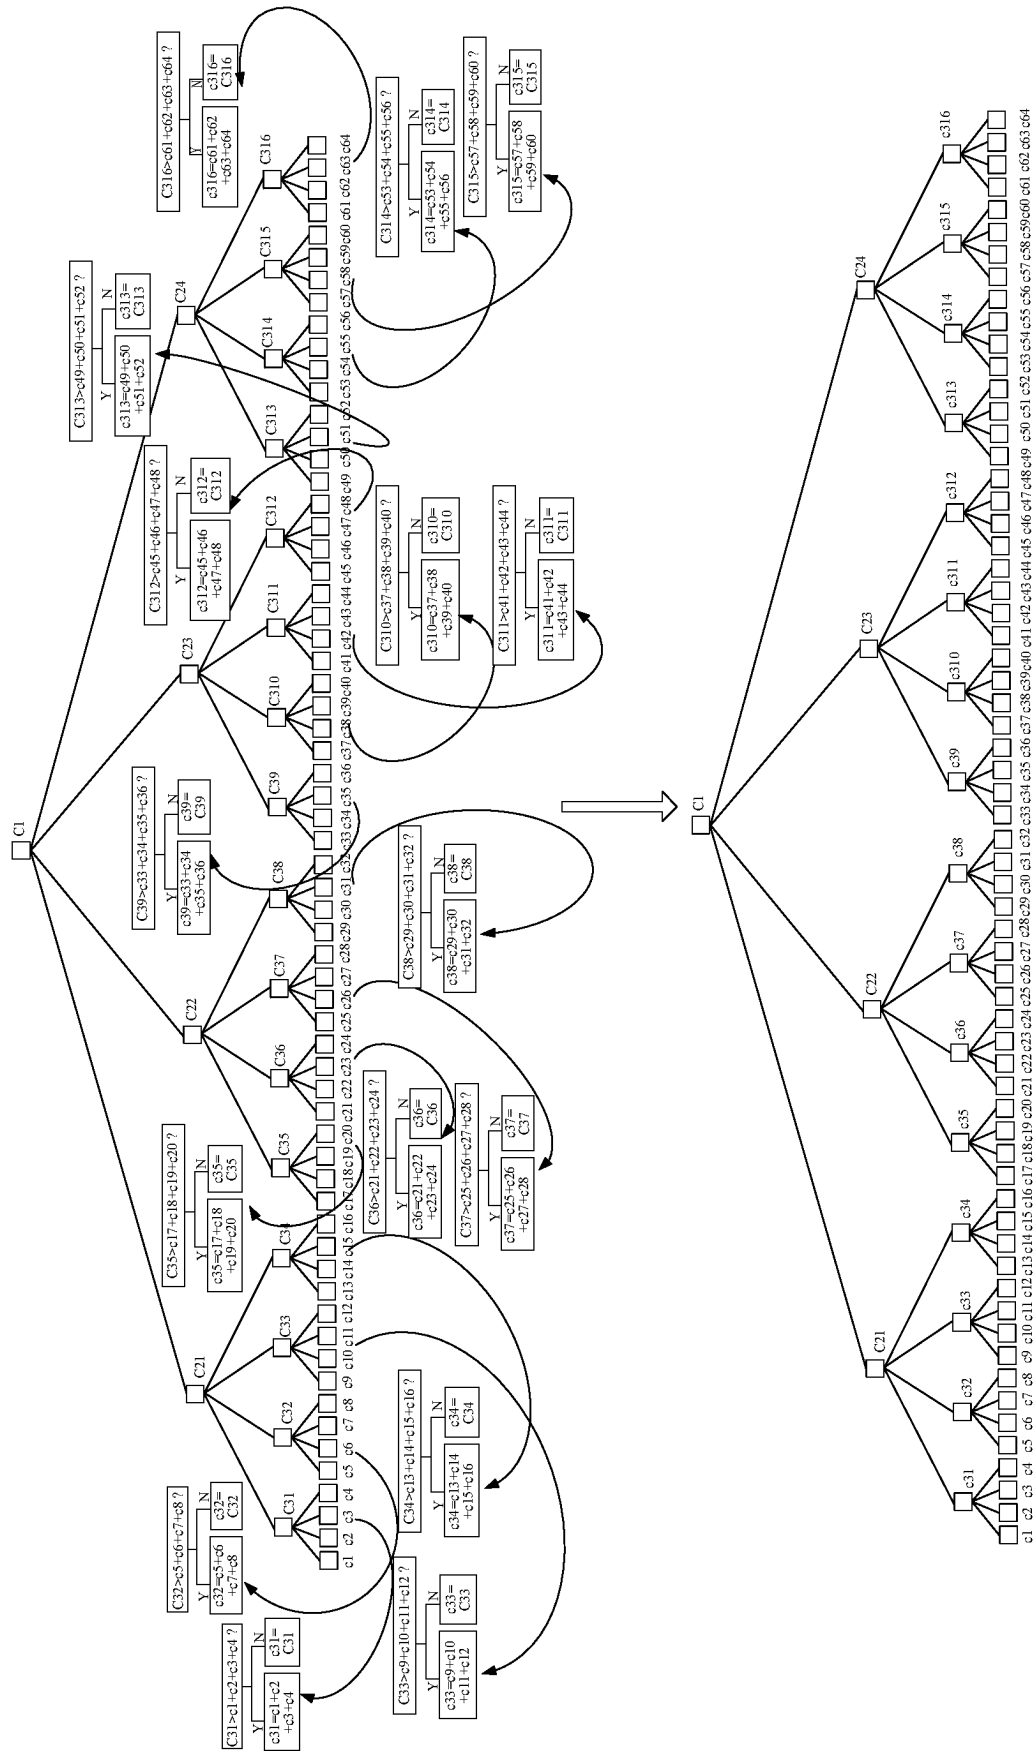 C1
C21
C22
C23
C24
C31>c1+c2+c3+c4 ?
Y
N
c31=c1+c2
+c3+c4
c31=
C31
C32>c5+c6+c7+c8 ?
Y
N
c32=c5+c6
+c7+c8
c32=
C32
C35>c17+c18+c19+c20 ?
Y
N
c35=c17+c18
+c19+c20
c35=
C35
C39>c33+c34+c35+c36 ?
Y
N
c39=c33+c34
+c35+c36
c39=
C39
C312>c45+c46+c47+c48 ?
Y
N
c312=c45+c46
+c47+c48
c312=
C312
C313>c49+c50+c51+c52 ?
Y
N
c313=c49+c50
+c51+c52
c313=
C313
C316>c61+c62+c63+c64 ?
Y
N
c316=c61+c62
+c63+c64
c316=
C316
C31 C32 C33 C34 C35 C36 C37 C38 C39 C310 C311 C312 C313 C314 C315 C316
c1 c2 c3 c4 c5 c6 c7 c8 c9 c10 c11 c12 c13 c14 c15 c16 c17 c18 c19 c20 c21 c22 c23 c24 c25 c26 c27 c28 c29 c30 c31 c32 c33 c34 c35 c36 c37 c38 c39 c40 c41 c42 c43 c44 c45 c46 c47 c48 c49 c50 c51 c52 c53 c54 c55 c56 c57 c58 c59 c60 c61 c62 c63 c64
C33>c9+c10+c11+c12 ?
Y
N
c33=c9+c10
+c11+c12
c33=
C33
C34>c13+c14+c15+c16 ?
Y
N
c34=c13+c14
+c15+c16
c34=
C34
C36>c21+c22+c23+c24 ?
Y
N
c36=c21+c22
+c23+c24
c36=
C36
C37>c25+c26+c27+c28 ?
Y
N
c37=c25+c26
+c27+c28
c37=
C37
C38>c29+c30+c31+c32 ?
Y
N
c38=c29+c30
+c31+c32
c38=
C38
C310>c37+c38+c39+c40 ?
Y
N
c310=c37+c38
+c39+c40
c310=
C310
C311>c41+c42+c43+c44 ?
Y
N
c311=c41+c42
+c43+c44
c311=
C311
C314>c53+c54+c55+c56 ?
Y
N
c314=c53+c54
+c55+c56
c314=
C314
C315>c57+c58+c59+c60 ?
Y
N
c315=c57+c58
+c59+c60
c315=
C315
C1
C21
C22
C23
C24
c31 c32 c33 c34 c35 c36 c37 c38 c39 c310 c311 c312 c313 c314 c315 c316
c1 c2 c3 c4 c5 c6 c7 c8 c9 c10 c11 c12 c13 c14 c15 c16 c17 c18 c19 c20 c21 c22 c23 c24 c25 c26 c27 c28 c29 c30 c31 c32 c33 c34 c35 c36 c37 c38 c39 c40 c41 c42 c43 c44 c45 c46 c47 c48 c49 c50 c51 c52 c53 c54 c55 c56 c57 c58 c59 c60 c61 c62 c63 c64